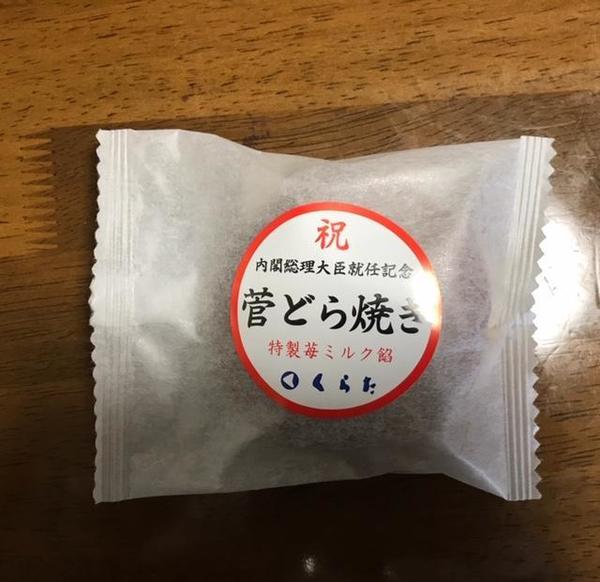 祝
内閣総理大臣就任記念
菅どら焼き
特製苺ミルク餡
くらた